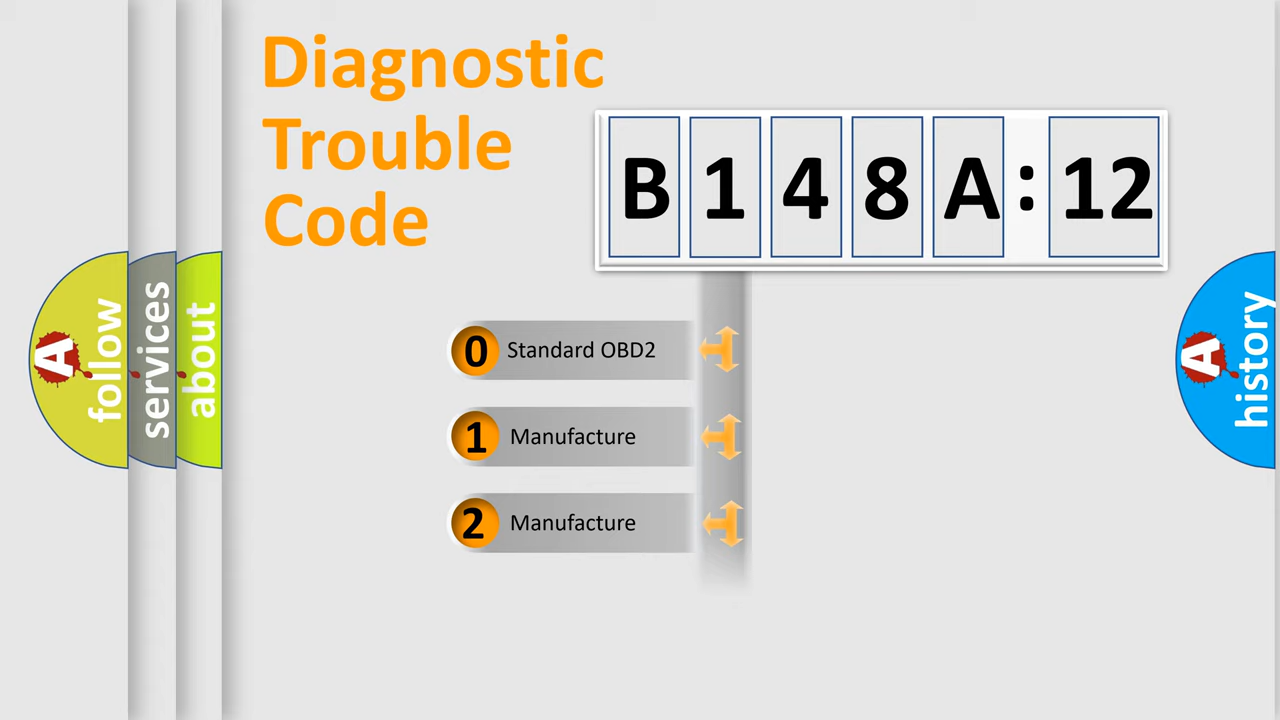 Diagnostic
Trouble
Code
B 1 4 8 A : 12
0 Standard OBD2
1 Manufacture
2 Manufacture
A follow
services
about
A history